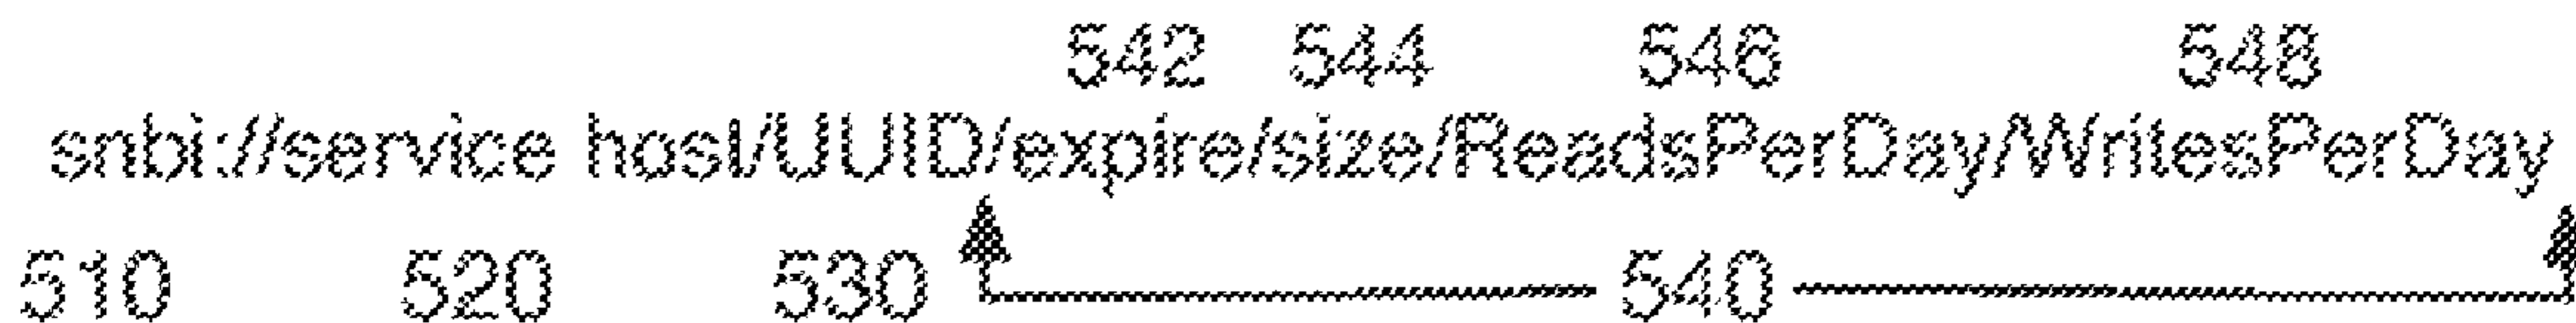 542 544 546 548
snbi://service host/UUID/expire/size/ReadsPerDay/WritesPerDay
510 520 530 540